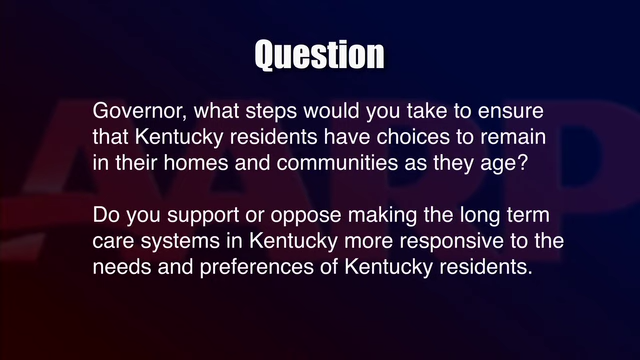 Question
Governor, what steps would you take to ensure
that Kentucky residents have choices to remain
in their homes and communities as they age?
Do you support or oppose making the long term
care systems in Kentucky more responsive to the
needs and preferences of Kentucky residents.
AARP